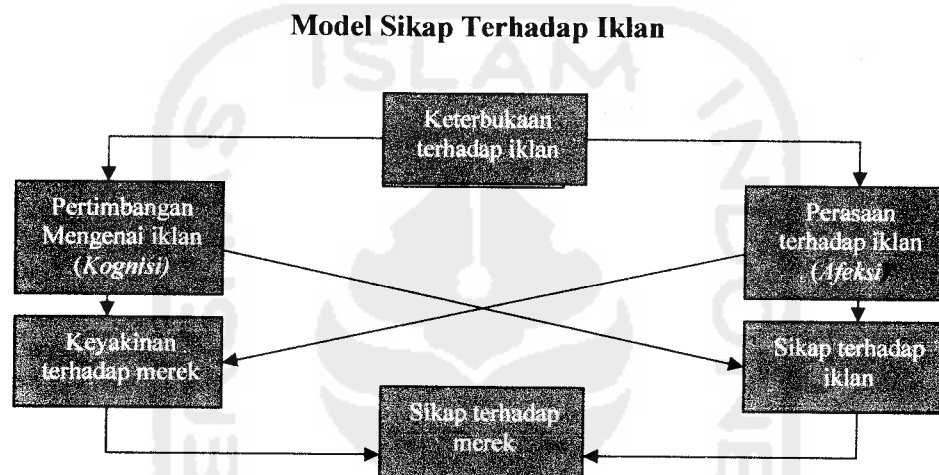 Model Sikap Terhadap Iklan
Keterbukaan
terhadap iklan
Pertimbangan
Mengenai iklan
(Kognisi)
Perasaan
terhadap iklan
(Afeksi)
Keyakinan
terhadap merek
Sikap terhadap
iklan
Sikap terhadap
merek
ISLAM